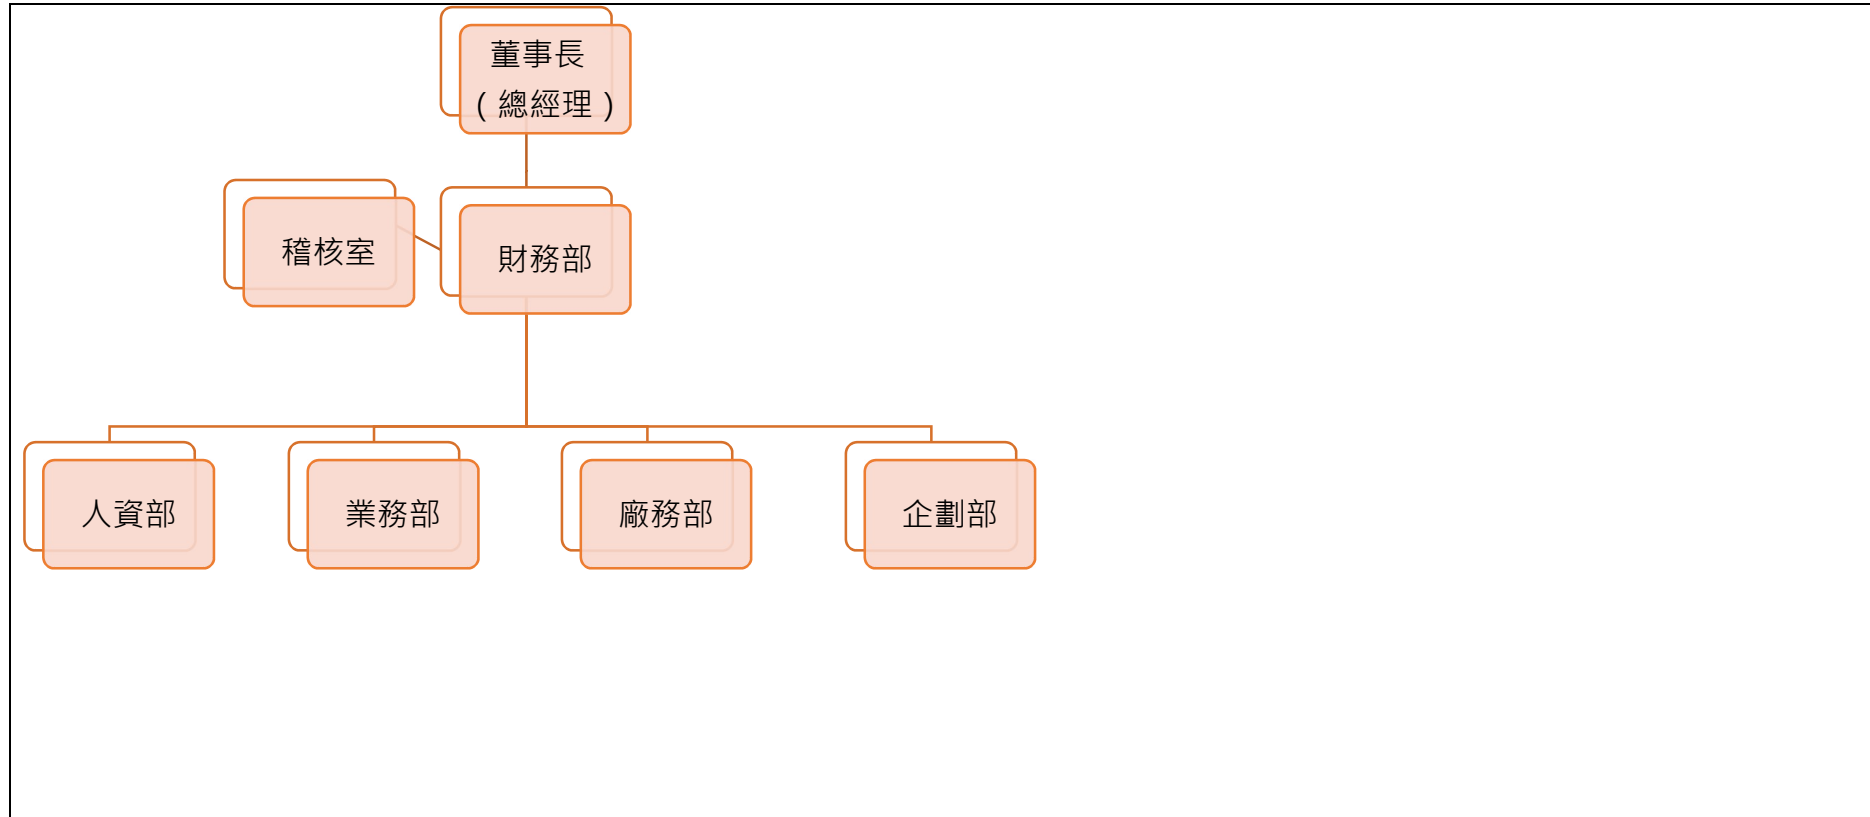 董事長
(總經理)
稽核室
財務部
人資部
業務部
廠務部
企劃部